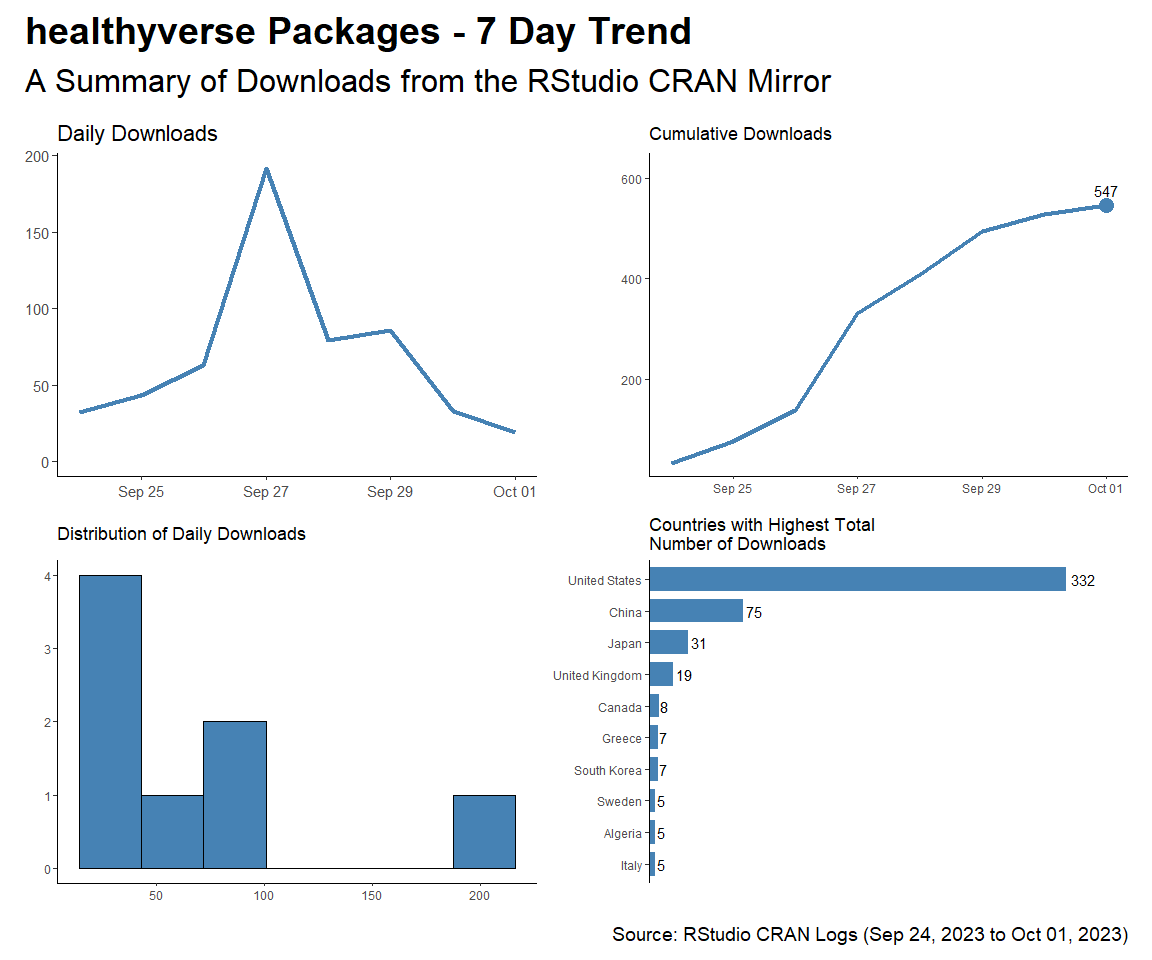 healthyverse Packages - 7 Day Trend
A Summary of Downloads from the RStudio CRAN Mirror
Daily Downloads
200
150
100
50
0
Sep 25 Sep 27 Sep 29 Oct 01
Cumulative Downloads
600
400
200
547
Sep 25 Sep 27 Sep 29 Oct 01
Distribution of Daily Downloads
4
3
2
1
0
50 100 150 200
Countries with Highest Total
Number of Downloads
United States 332
China 75
Japan 31
United Kingdom 19
Canada 8
Greece 7
South Korea 7
Sweden 5
Algeria 5
Italy 5
Source: RStudio CRAN Logs (Sep 24, 2023 to Oct 01, 2023)